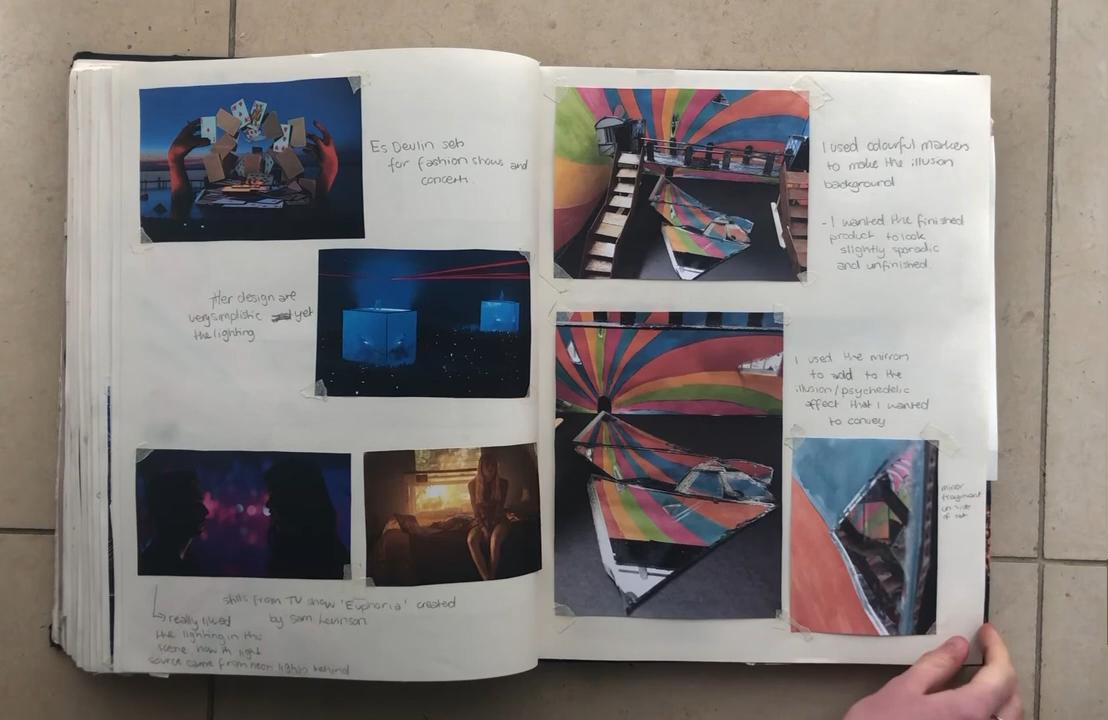 Es Devlin sets
for fashion shows and
concerts.
Her design are
very simplistic yet
the lighting
stills from TV show 'Euphoria' created
by Sam Levinson
really liked
the lighting in this
scene, how the light
source came from neon lights behind
I used colourful markers
to make the illusion
background
- I wanted the finished
product to look
slightly sporadic
and unfinished.
I used the mirrors
to add to the
illusion/psychedelic
affect that I wanted
to convey
mirror
fragment
on side
of set